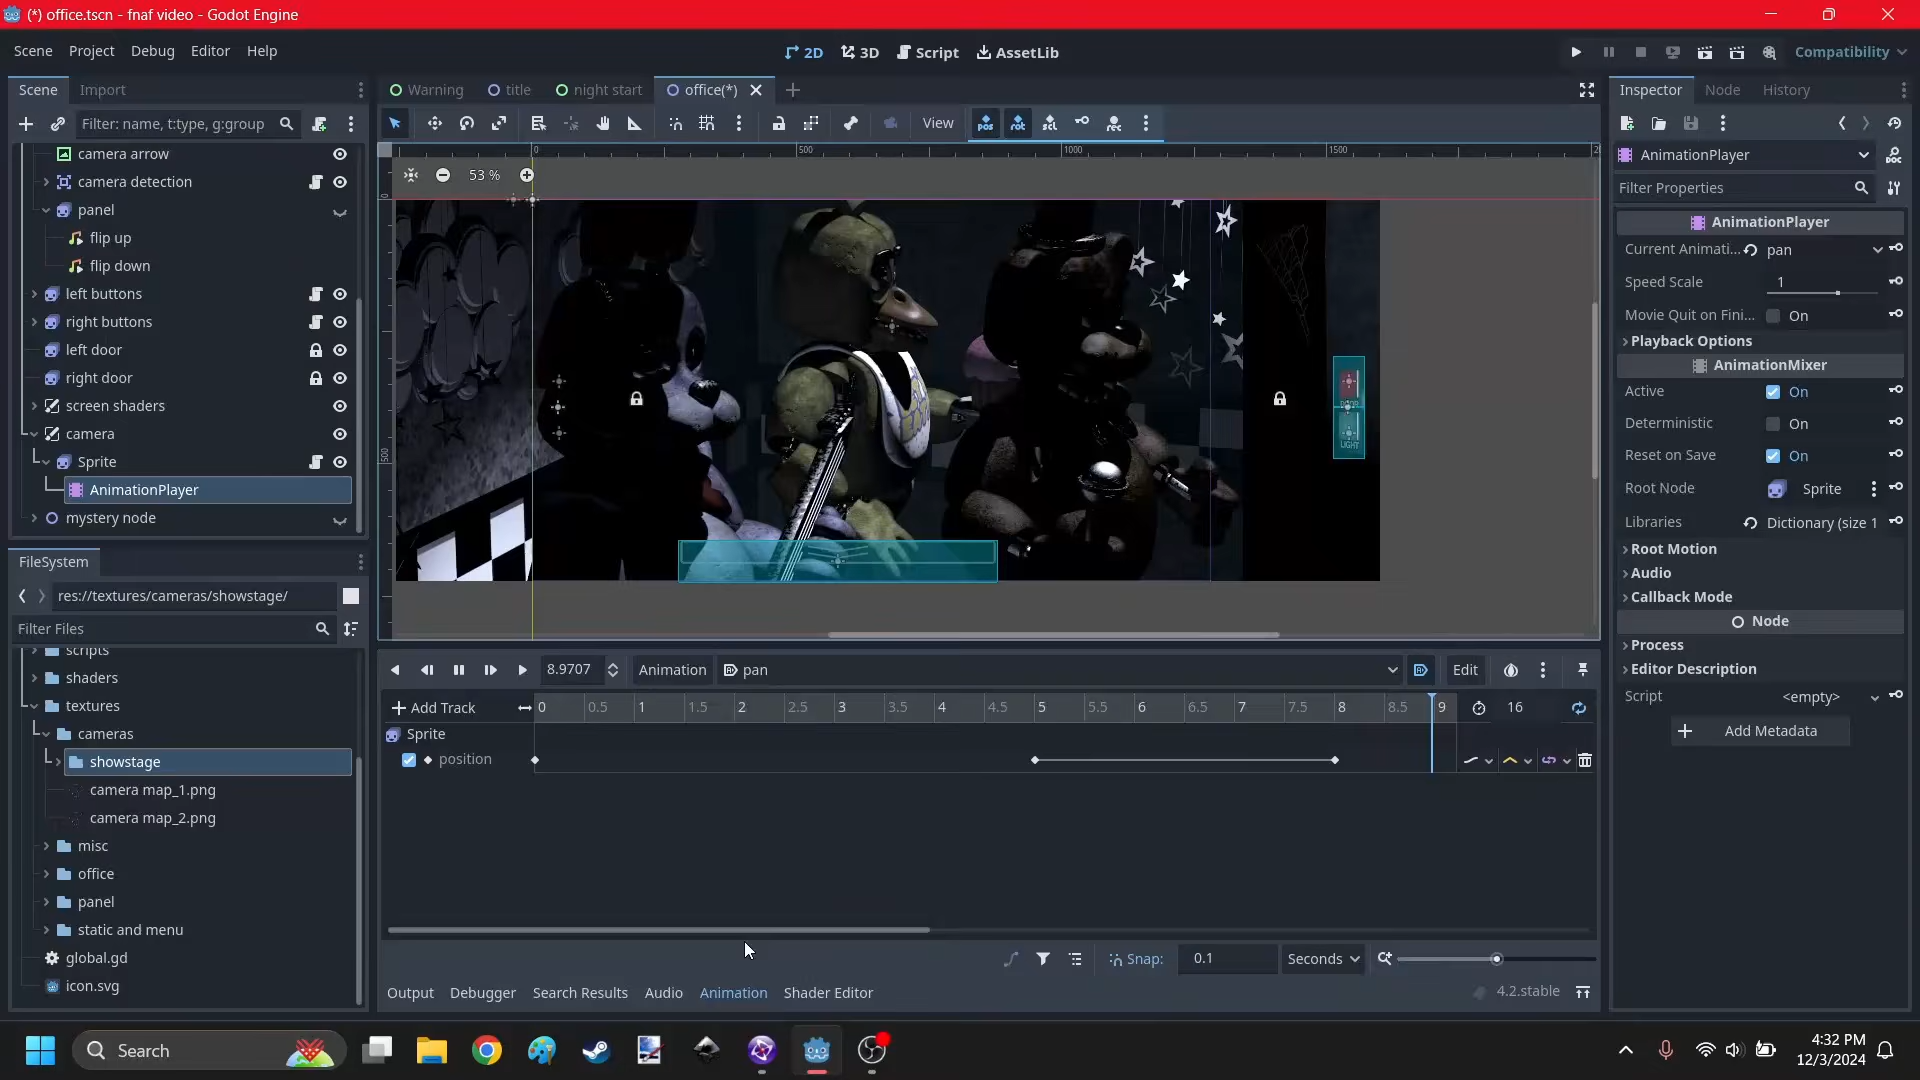 (*) office.tscn - fnaf video - Godot Engine
Scene Project Debug Editor Help
2D 3D Script AssetLib
Compatibility
Scene Import
Warning title night start office(*)
Inspector Node History
Filter: name, t:type, g:group
View
AnimationPlayer
Filter Properties
camera arrow
camera detection
panel
flip up
flip down
left buttons
right buttons
left door
right door
screen shaders
camera
Sprite
AnimationPlayer
mystery node
0 500 1000 1500
53 %
0
500
LIGHT
AnimationPlayer
Current Animati... pan
Speed Scale 1
Movie Quit on Fini... On
Playback Options
AnimationMixer
Active On
Deterministic On
Reset on Save On
Root Node Sprite
Libraries Dictionary (size 1
Root Motion
Audio
Callback Mode
Node
Process
Editor Description
Script <empty>
Add Metadata
FileSystem
res://textures/cameras/showstage/
Filter Files
scripts
shaders
textures
cameras
showstage
camera map_1.png
camera map_2.png
misc
office
panel
static and menu
global.gd
icon.svg
8.9707 Animation pan Edit
Add Track 0 0.5 1 1.5 2 2.5 3 3.5 4 4.5 5 5.5 6 6.5 7 7.5 8 8.5 9 16
Sprite
position
Snap: 0.1 Seconds
Output Debugger Search Results Audio Animation Shader Editor 4.2.stable
Search
4:32 PM
12/3/2024